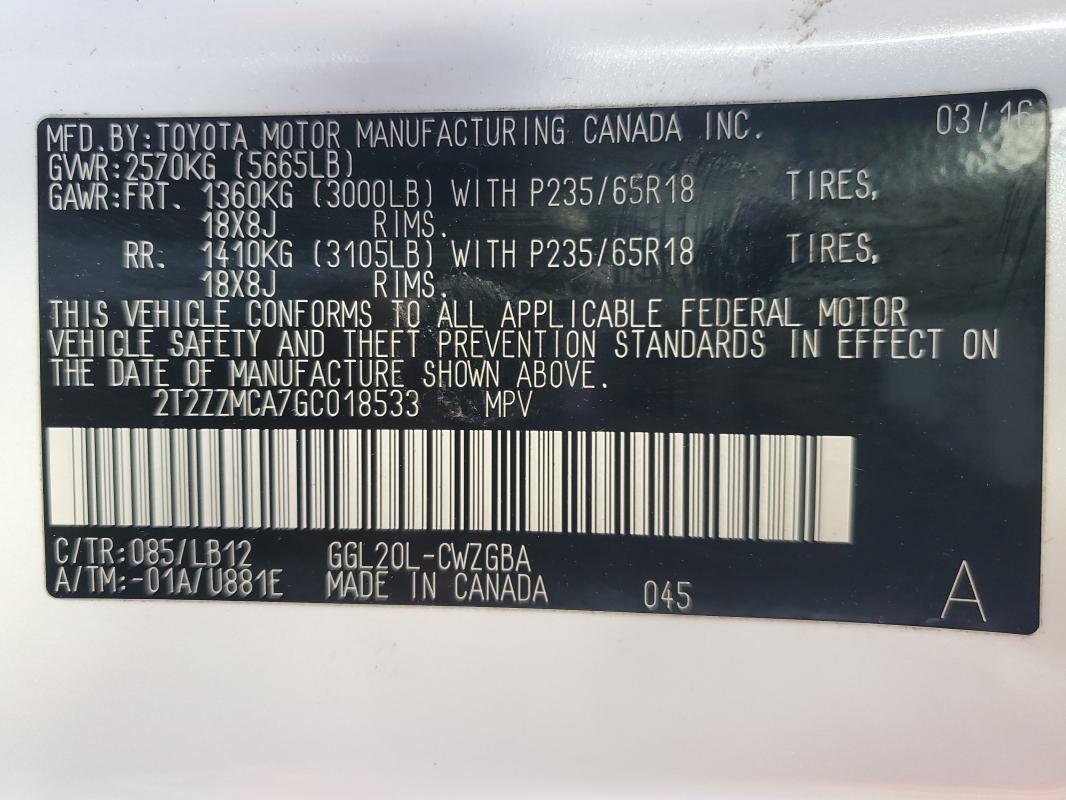 MFD. BY: TOYOTA MOTOR MANUFACTURING CANADA INC. 03/16
GVWR: 2570KG (5665LB)
GAWR: FRT. 1360KG (3000LB) WITH P235/65R18 TIRES,
18X8J RIMS.
RR. 1410KG (3105LB) WITH P235/65R18 TIRES,
18X8J RIMS.
THIS VEHICLE CONFORMS TO ALL APPLICABLE FEDERAL MOTOR
VEHICLE SAFETY AND THEFT PREVENTION STANDARDS IN EFFECT ON
THE DATE OF MANUFACTURE SHOWN ABOVE.
2T2ZZMCA7GC018533 MPV
C/TR: 085/LB12 GGL20L-CWZGBA
A/TM: -01A/U881E MADE IN CANADA 045 A